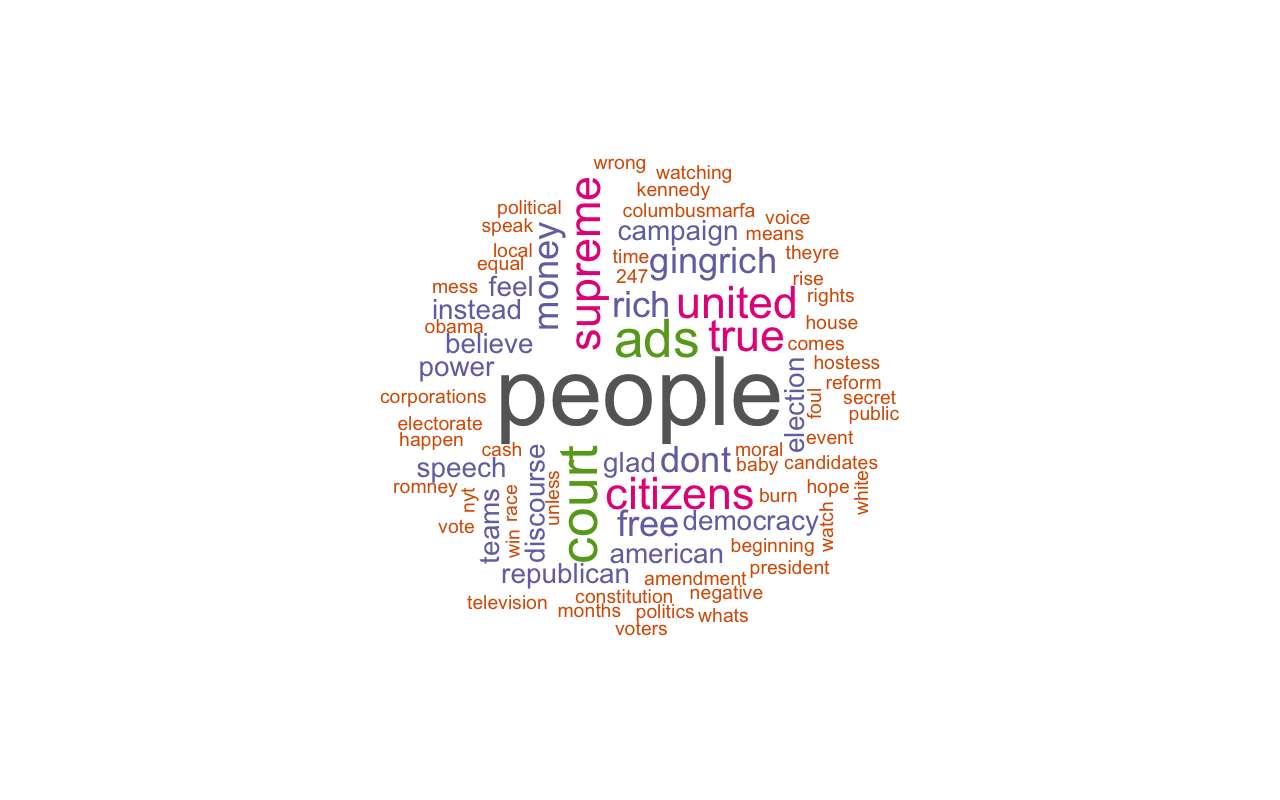 wrong
watching
kennedy
political
supreme
columbusmarfa
voice
speak
money
campaign
means
local
time
gingrich
theyre
equal
247
rise
mess
feel
rich
united
rights
instead
obama
ads
true
house
believe
comes
power
people
election
hostess
reform
corporations
foul
secret
public
electorate
happen
court
cash
discourse
glad
dont
moral
event
speech
baby
candidates
romney
nyt
race
unless
citizens
burn
hope
white
vote
teams
win
free
democracy
watch
american
beginning
republican
amendment
president
television
constitution
negative
months
politics
whats
voters